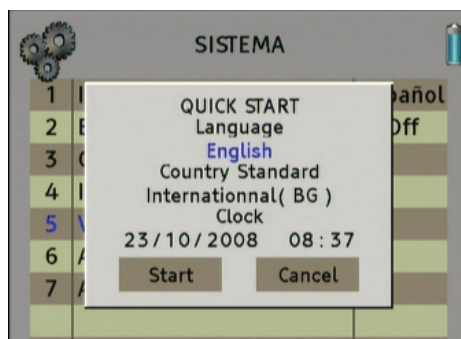 SISTEMA
1
pañol
2
Off
3
4
5
6
7
QUICK START
Language
English
Country Standard
Internationnal( BG )
Clock
23/10/2008 08:37
Start Cancel